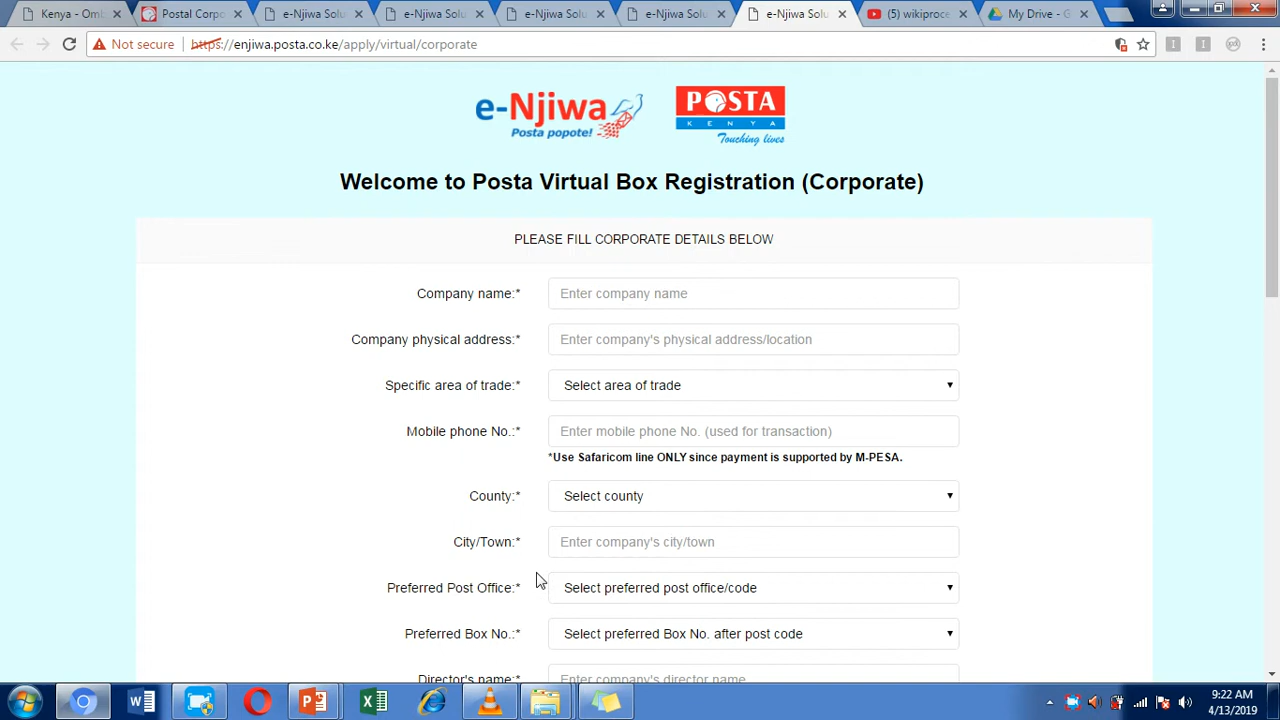 Kenya - Omb
Postal Corpo
e-Njiwa Solu
e-Njiwa Solu
e-Njiwa Solu
e-Njiwa Solu
e-Njiwa Solu
(5) wikiproce
My Drive - G
Not secure
https://enjiwa.posta.co.ke/apply/virtual/corporate
e-Njiwa
Posta popote!
POSTA
KENYA
Touching lives
Welcome to Posta Virtual Box Registration (Corporate)
PLEASE FILL CORPORATE DETAILS BELOW
Company name:* Enter company name
Company physical address:* Enter company's physical address/location
Specific area of trade:* Select area of trade
Mobile phone No.:* Enter mobile phone No. (used for transaction)
*Use Safaricom line ONLY since payment is supported by M-PESA.
County:* Select county
City/Town:* Enter company's city/town
Preferred Post Office:* Select preferred post office/code
Preferred Box No.:* Select preferred Box No. after post code
Director's name:* Enter company's director name
9:22 AM
4/13/2019